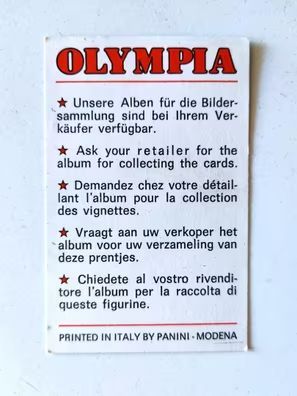 OLYMPIA
★ Unsere Alben für die Bilder-
sammlung sind bei Ihrem Ver-
käufer verfügbar.
★ Ask your retailer for the
album for collecting the cards.
★ Demandez chez votre détail-
lant l'album pour la collection
des vignettes.
★ Vraagt aan uw verkoper het
album voor uw verzameling van
deze prentjes.
★ Chiedete al vostro rivendi-
tore l'album per la raccolta di
queste figurine.
PRINTED IN ITALY BY PANINI - MODENA